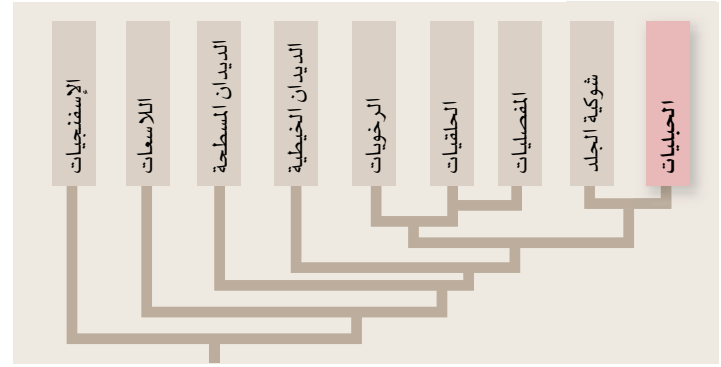 الإسفنجيات
اللاسعات
الديدان المسطحة
الديدان الخيطية
الرخويات
الحلقيات
المفصليات
شوكية الجلد
الحبليات